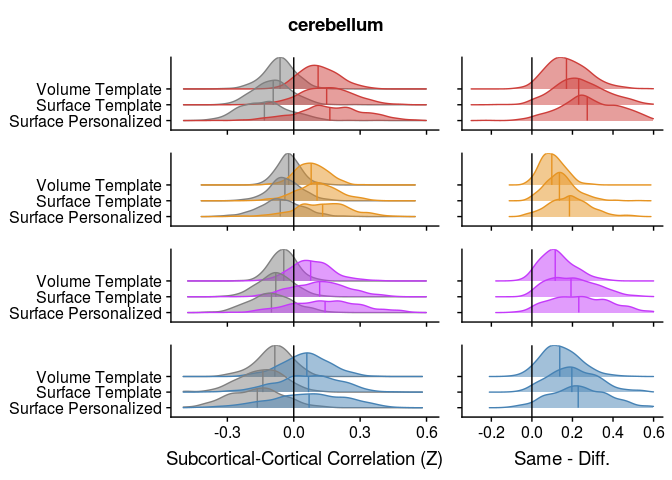 cerebellum
Volume Template
Surface Template
Surface Personalized
Volume Template
Surface Template
Surface Personalized
Volume Template
Surface Template
Surface Personalized
Volume Template
Surface Template
Surface Personalized
-0.3 0.0 0.3 0.6 -0.2 0.0 0.2 0.4 0.6
Subcortical-Cortical Correlation (Z) Same - Diff.